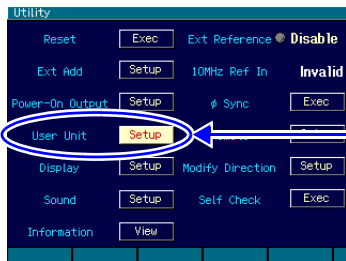 Utility
Reset Exec Ext Reference Disable
Ext Add Setup 10MHz Ref In Invalid
Power-On Output Setup ϕ Sync Exec
User Unit Setup
Display Setup Modify Direction Setup
Sound Setup Self Check Exec
Information View